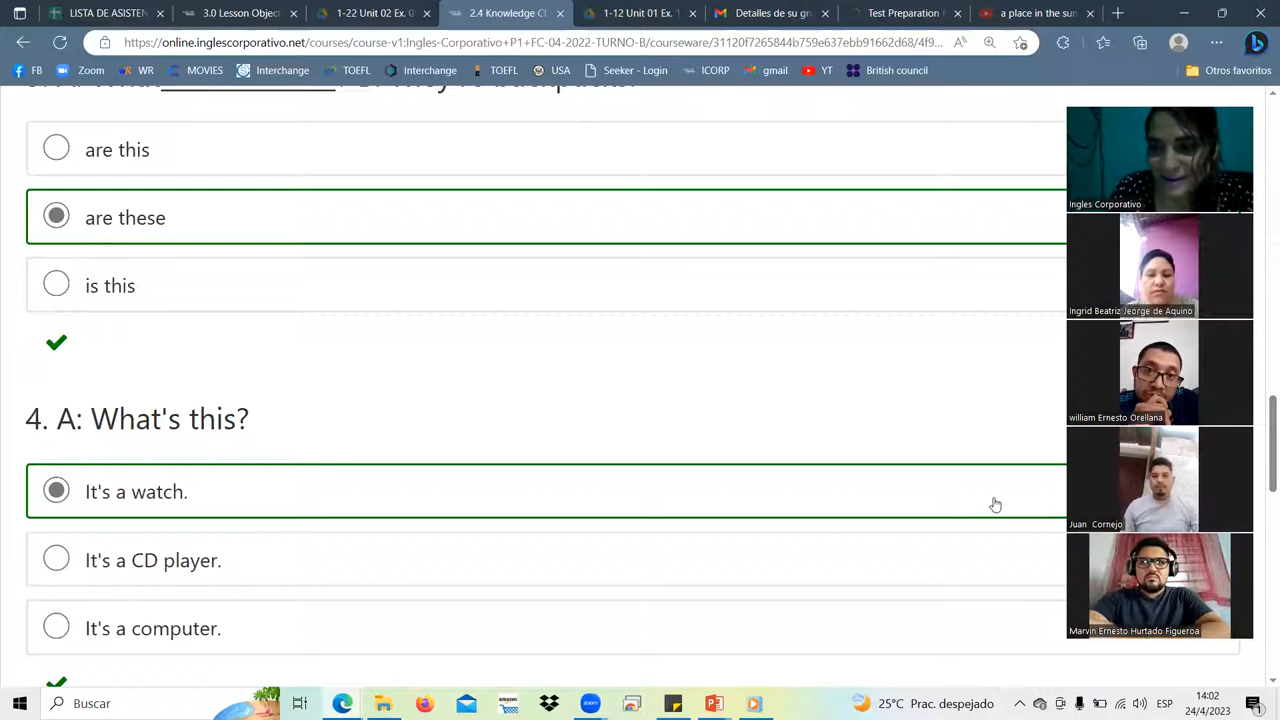 LISTA DE ASISTEN
3.0 Lesson Object
1-22 Unit 02 Ex. 0
2.4 Knowledge Cl
1-12 Unit 01 Ex. 1
Detalles de su gr
Test Preparation F
a place in the sun
https://online.inglescorporativo.net/courses/course-v1:Ingles-Corporativo+P1+FC-04-2022-TURNO-B/courseware/31120f7265844b759e637ebb91662d68/4f9...
FB
Zoom
WR
MOVIES
Interchange
TOEFL
Interchange
TOEFL
USA
Seeker - Login
ICORP
gmail
YT
British council
Otros favoritos
are this
are these
is this
4. A: What's this?
It's a watch.
It's a CD player.
It's a computer.
Ingles Corporativo
Ingrid Beatriz Jeorge de Aquino
william Ernesto Orellana
Juan Cornejo
Marvin Ernesto Hurtado Figueroa
Buscar
25°C Prac. despejado
ESP
14:02
24/4/2023